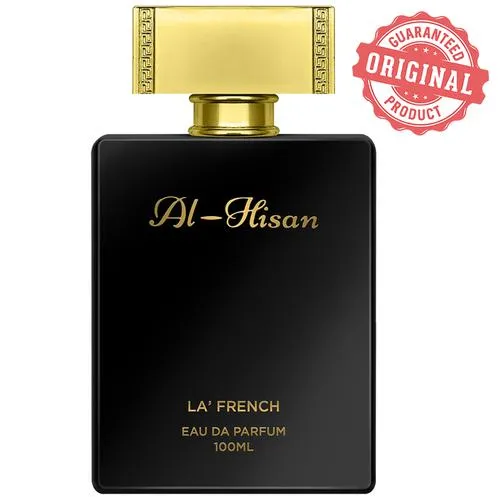 GUARANTEED
ORIGINAL
PRODUCT
Al-Hisan
LA' FRENCH
EAU DA PARFUM
100ML